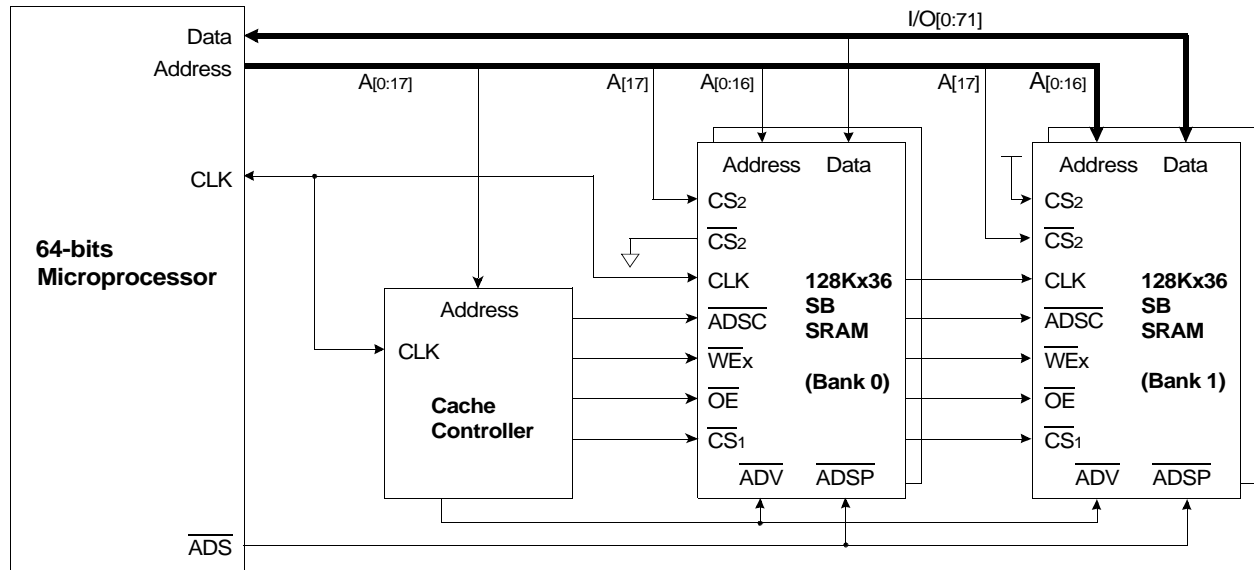 I/O[0:71]
Data
Address
A[0:17]
A[17]
A[0:16]
A[17]
A[0:16]
CLK
64-bits
Microprocessor
ADS
Address
CLK
Cache
Controller
Address Data
CS2
CS2
CLK
ADSC
WEx
OE
CS1
128Kx36
SB
SRAM
(Bank 0)
ADV ADSP
Address Data
CS2
CS2
CLK
ADSC
WEx
OE
CS1
128Kx36
SB
SRAM
(Bank 1)
ADV ADSP